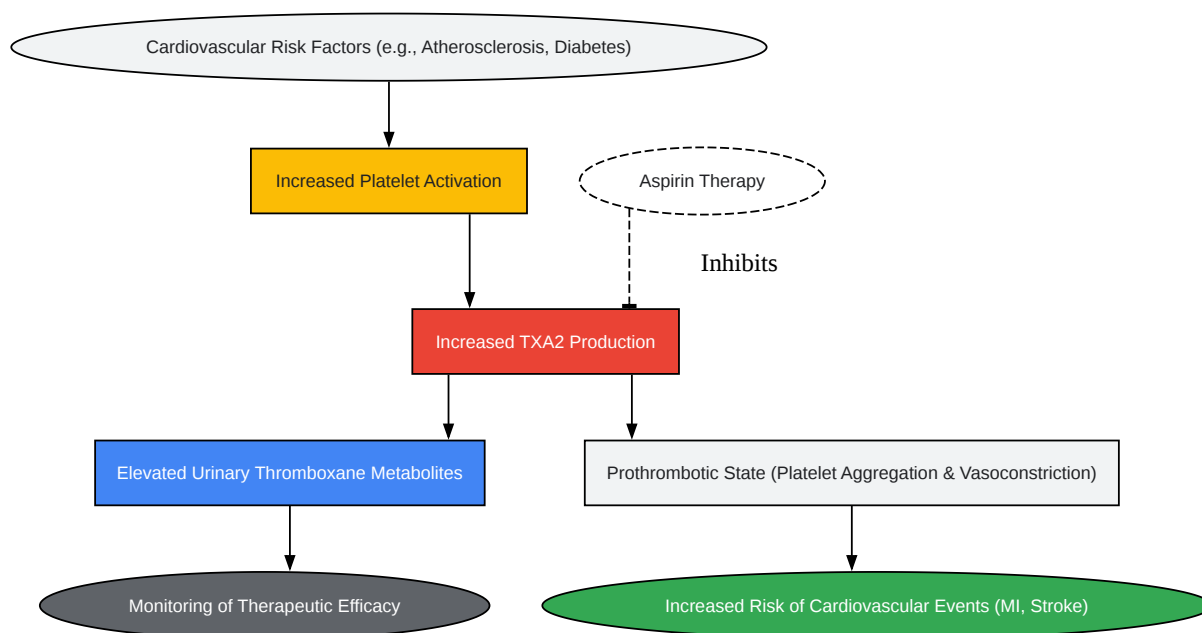 Cardiovascular Risk Factors (e.g., Atherosclerosis, Diabetes)
Increased Platelet Activation
Aspirin Therapy
Inhibits
Increased TXA2 Production
Elevated Urinary Thromboxane Metabolites
Prothrombotic State (Platelet Aggregation & Vasoconstriction)
Monitoring of Therapeutic Efficacy
Increased Risk of Cardiovascular Events (MI, Stroke)